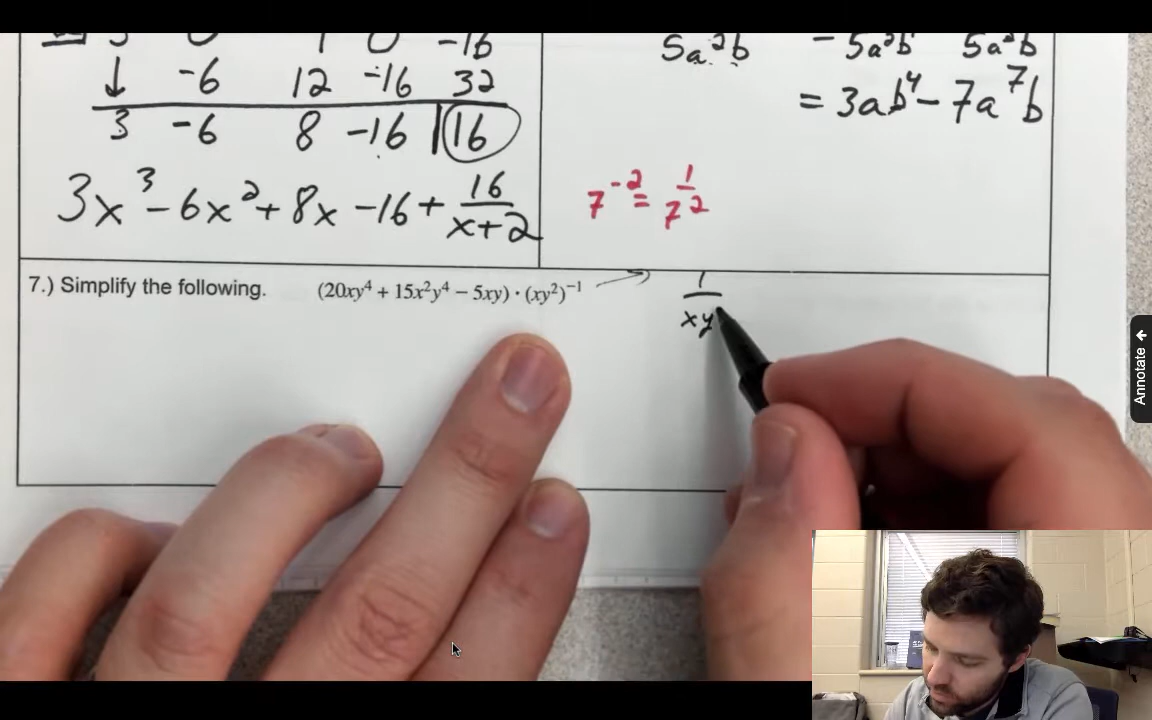 3 0 1 0 -16
↓ -6 12 -16 32
3 -6 8 -16 16
3x³ - 6x² + 8x - 16 + 16/(x+2)
5a²b - 5a²b 5a²b
= 3ab⁴ - 7a⁷b
7⁻² = 1/7²
7.) Simplify the following. (20xy⁴ + 15x²y⁴ − 5xy) · (xy²)⁻¹
1/xy
Annotate